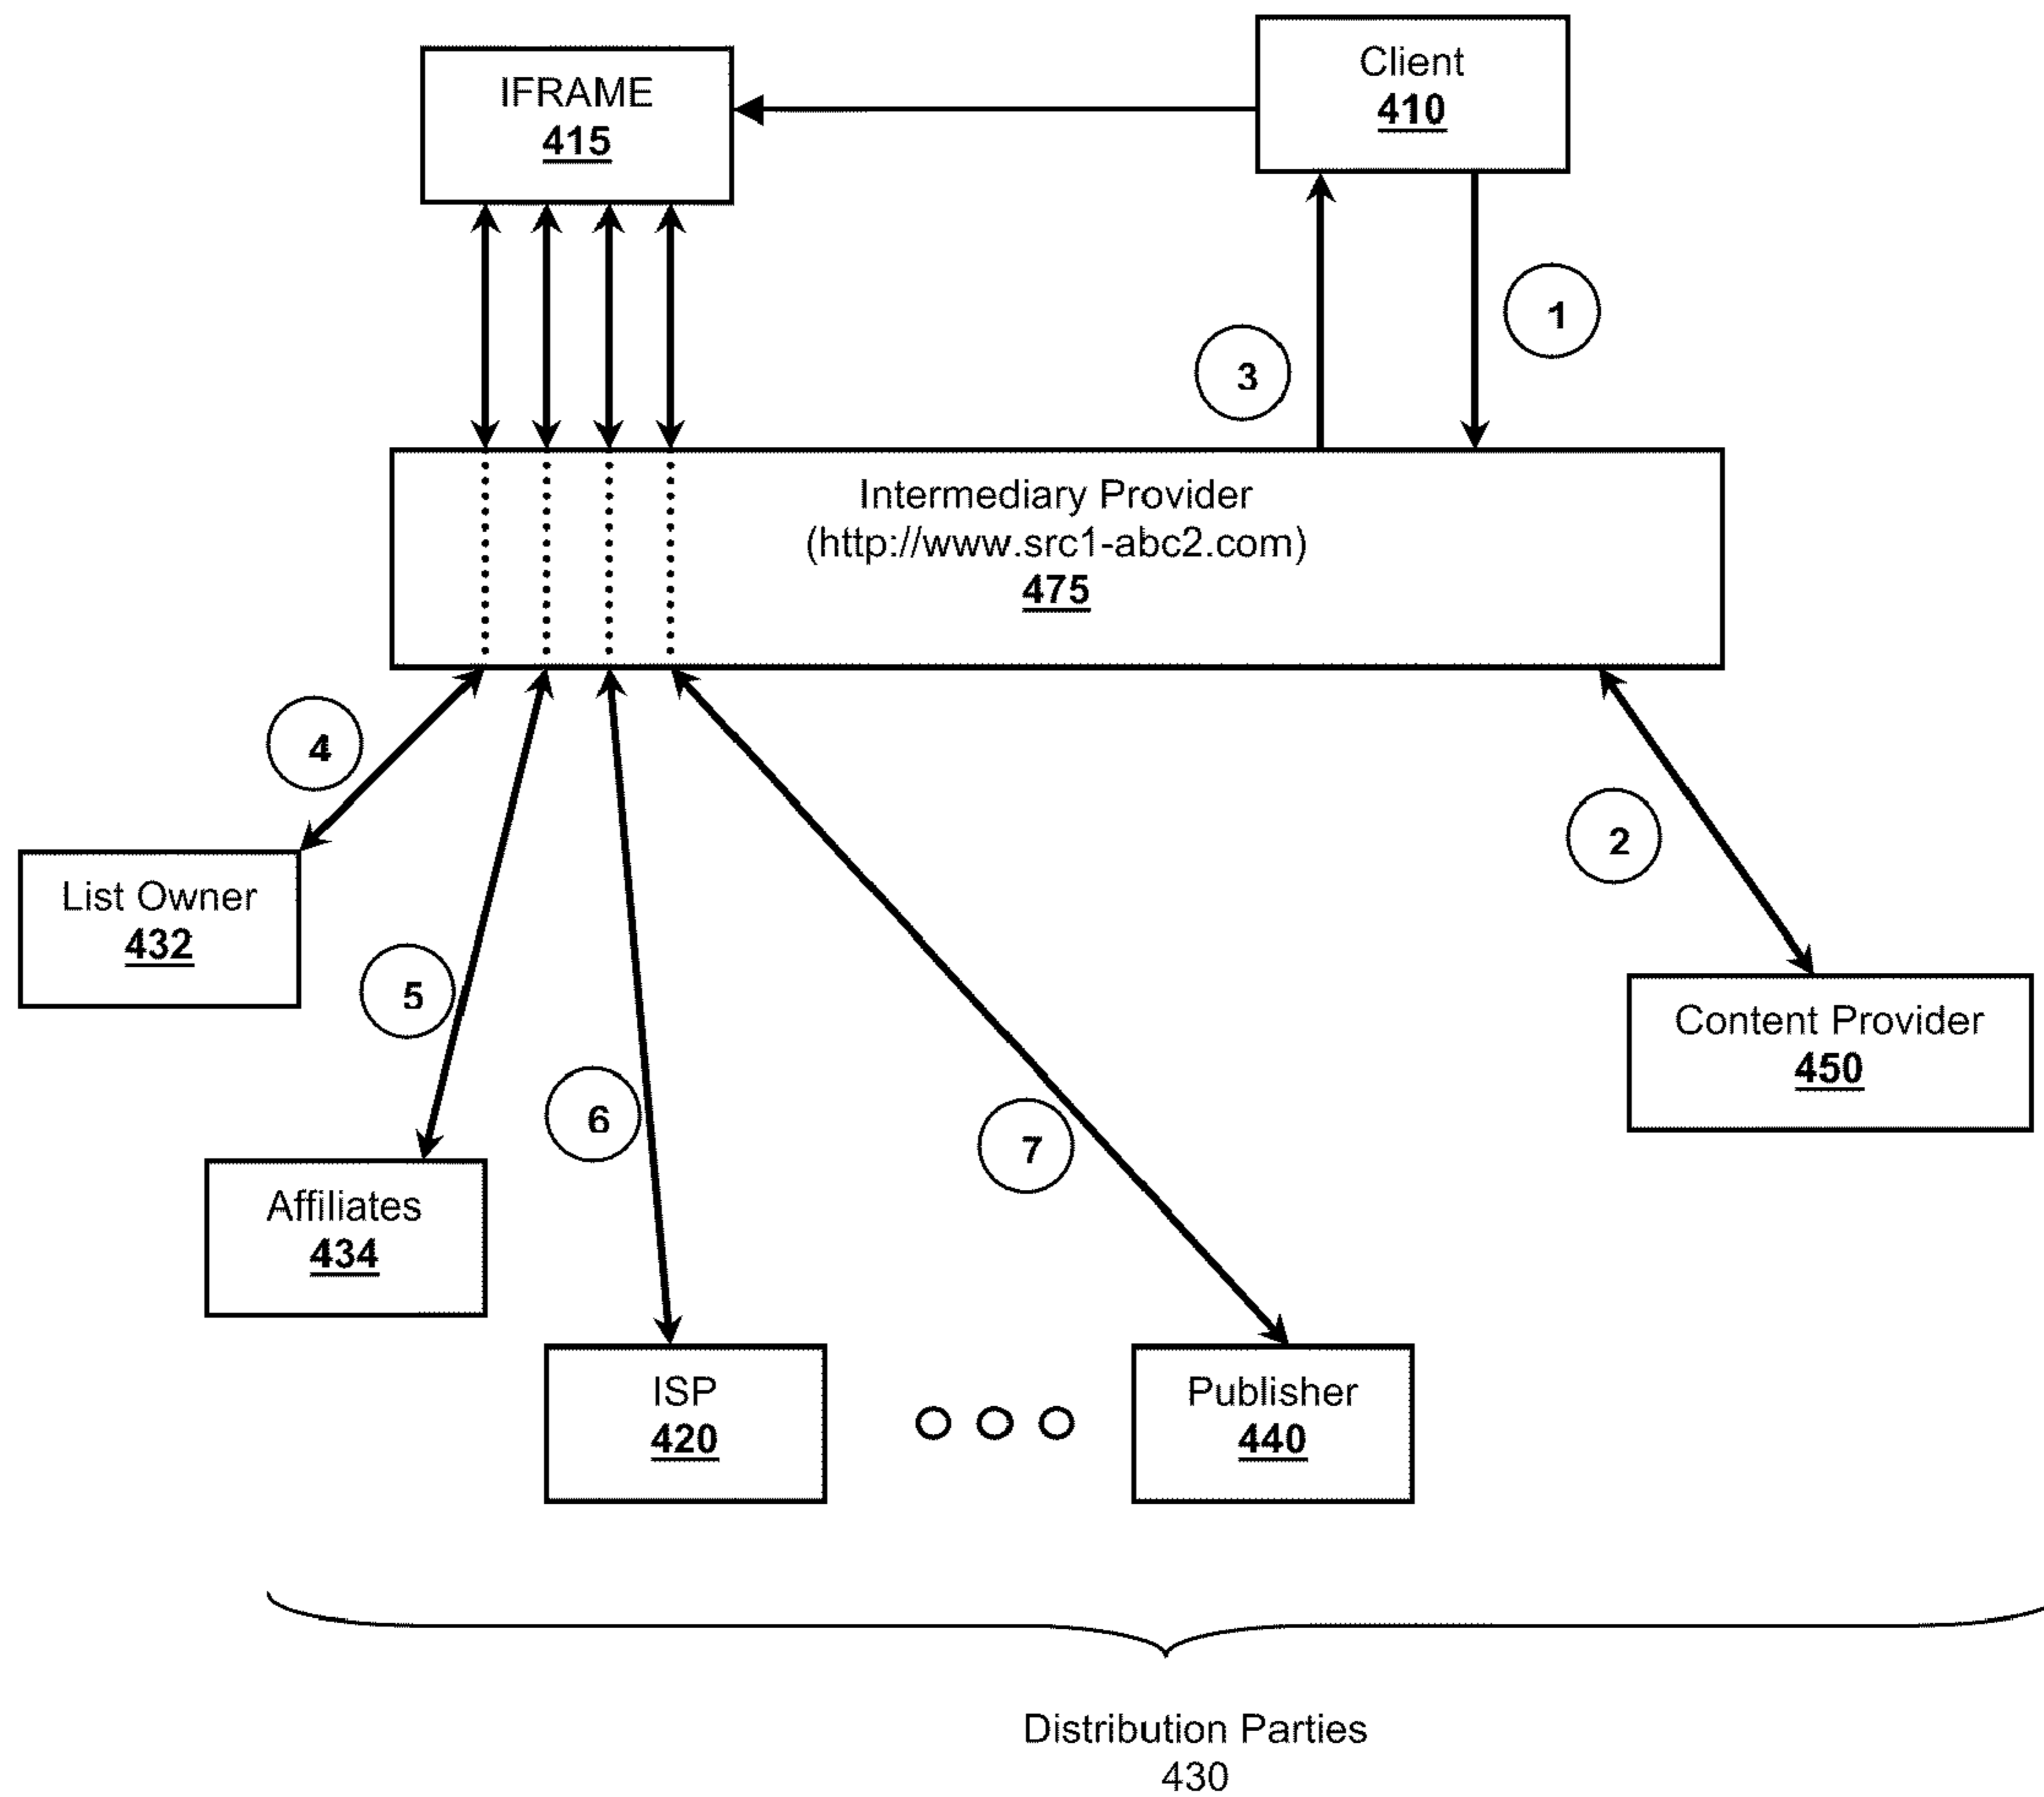 IFRAME
415
Client
410
1
3
Intermediary Provider
(http://www.src1-abc2.com)
475
4
2
List Owner
432
5
Content Provider
450
6
7
Affiliates
434
ISP
420
Publisher
440
Distribution Parties
430